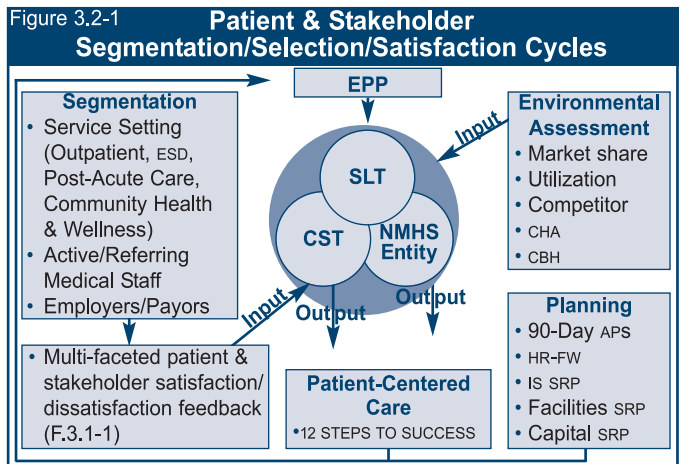 Figure 3.2-1
Patient & Stakeholder
Segmentation/Selection/Satisfaction Cycles
EPP
Segmentation
• Service Setting
(Outpatient, ESD,
Post-Acute Care,
Community Health
& Wellness)
• Active/Referring
Medical Staff
• Employers/Payors
• Multi-faceted patient &
stakeholder satisfaction/
dissatisfaction feedback
(F.3.1-1)
Input
SLT
CST
NMHS
Entity
Input
Output
Output
Environmental
Assessment
• Market share
• Utilization
• Competitor
• CHA
• CBH
Patient-Centered
Care
•12 STEPS TO SUCCESS
Planning
• 90-Day APS
• HR-FW
• IS SRP
• Facilities SRP
• Capital SRP